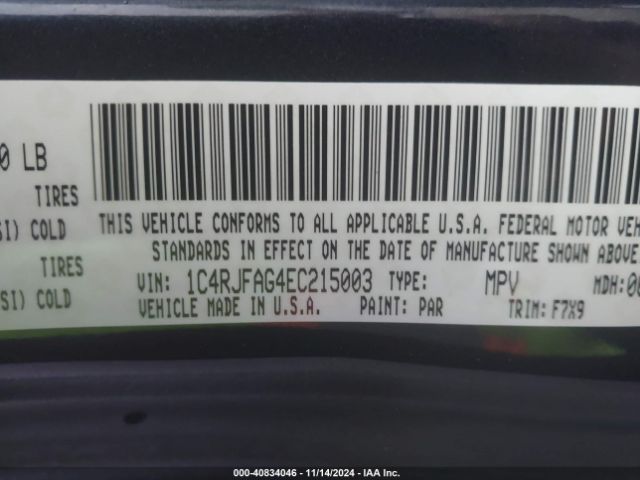 0 LB
TIRES
SI) COLD
TIRES
SI) COLD
THIS VEHICLE CONFORMS TO ALL APPLICABLE U.S.A. FEDERAL MOTOR VEH
STANDARDS IN EFFECT ON THE DATE OF MANUFACTURE SHOWN ABOVE
VIN: 1C4RJFAG4EC215003 TYPE: MPV MDH:06
VEHICLE MADE IN U.S.A. PAINT: PAR TRIM: F7X9
000-40834046 - 11/14/2024 - IAA Inc.